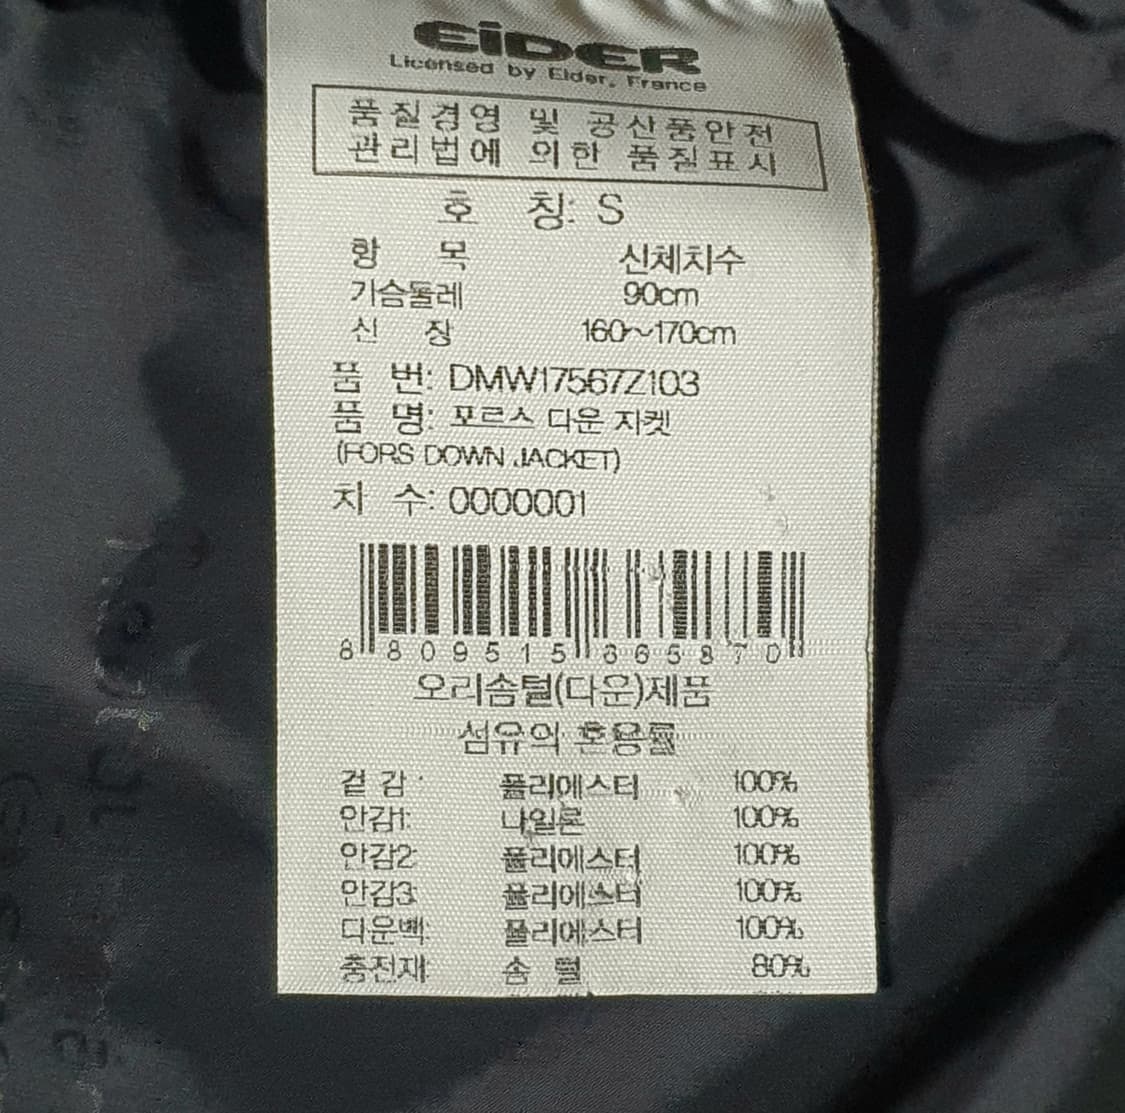 EiDER
Licensed by Eider, France
품질경영 및 공산품안전
관리법에 의한 품질표시
호 칭: S
항 목 신체치수
가슴둘레 90cm
신 장 160~170cm
품 번: DMW17567Z103
품 명: 포르스 다운 자켓
(FORS DOWN JACKET)
치 수: 0000001
8 809515 665870
오리솜털(다운)제품
섬유의 혼용률
겉 감: 폴리에스터 100%
안감1: 나일론 100%
안감2: 폴리에스터 100%
안감3: 폴리에스터 100%
다운백: 폴리에스터 100%
충전재: 솜 털 80%